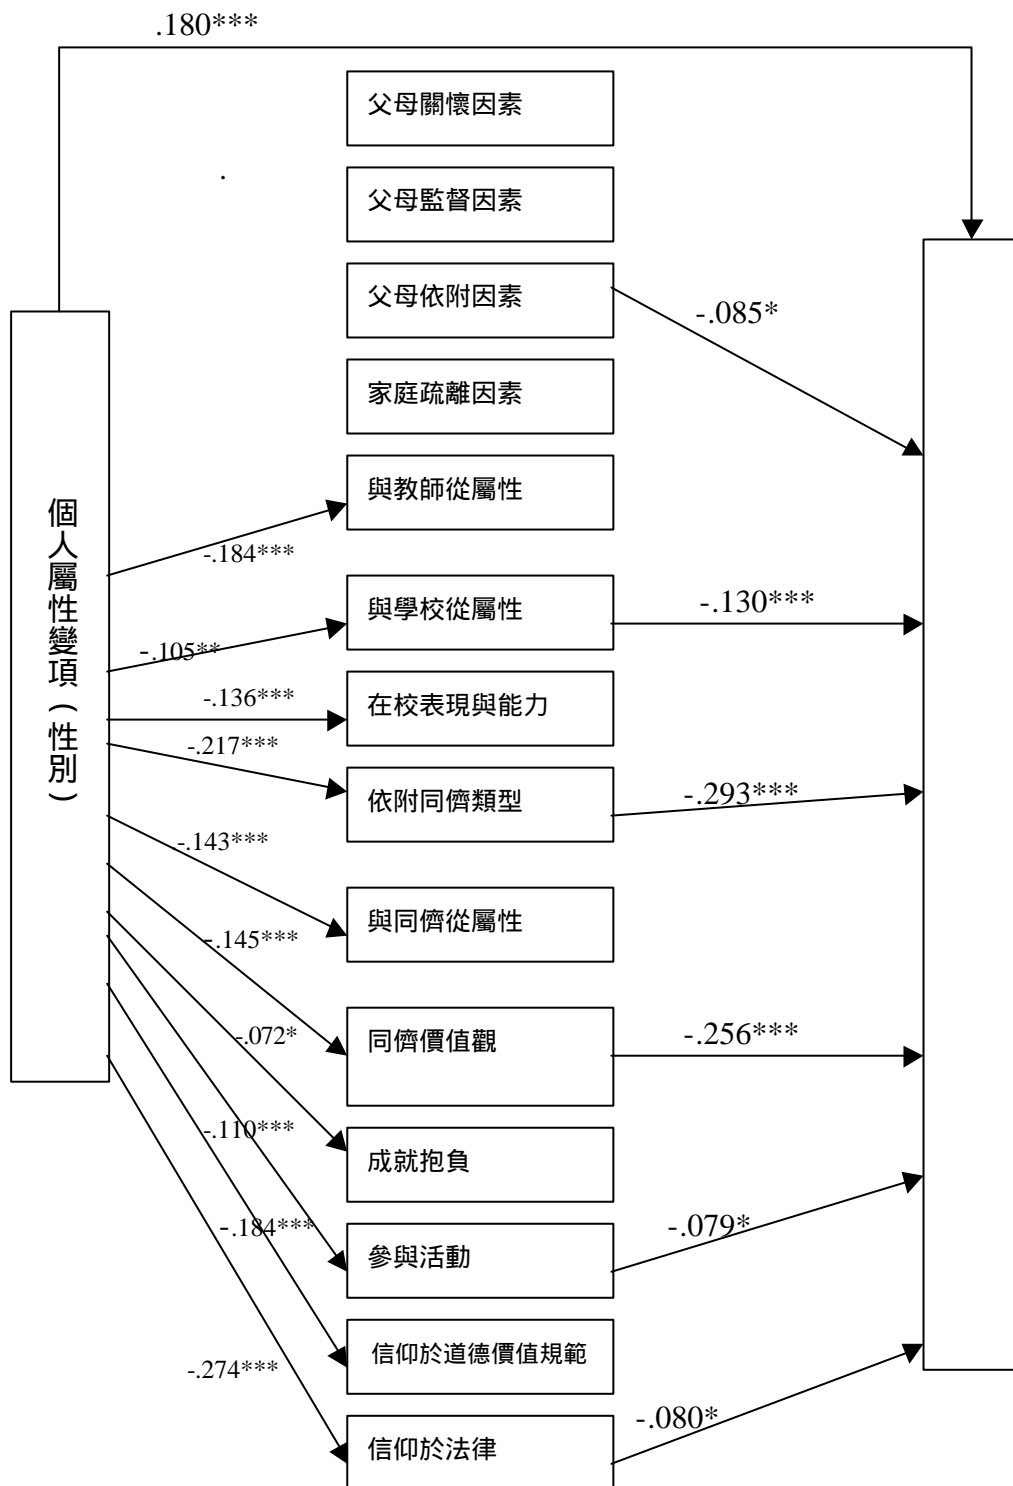 .180***
父母關懷因素
.
父母監督因素
父母依附因素
-.085*
家庭疏離因素
與教師從屬性
個人屬性變項(性別)
-.184***
與學校從屬性
-.130***
-.105**
-.136***
在校表現與能力
-.217***
依附同儕類型
-.293***
-.143***
與同儕從屬性
-.145***
-.072*
同儕價值觀
-.256***
-.110***
成就抱負
-.184***
參與活動
-.079*
信仰於道德價值規範
-.274***
-.080*
信仰於法律